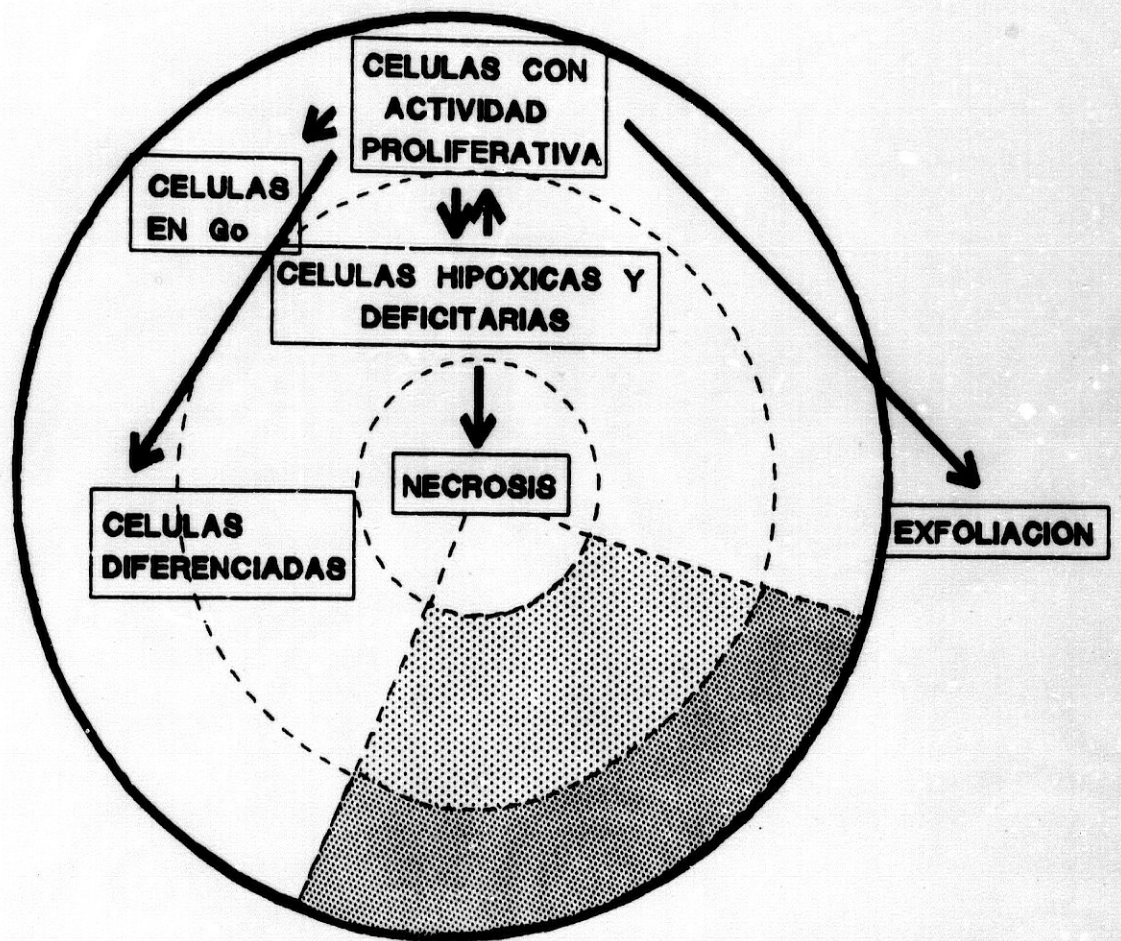 CELULAS CON
ACTIVIDAD
PROLIFERATIVA
CELULAS
EN Go
CELULAS HIPOXICAS Y
DEFICITARIAS
NECROSIS
CELULAS
DIFERENCIADAS
EXFOLIACION